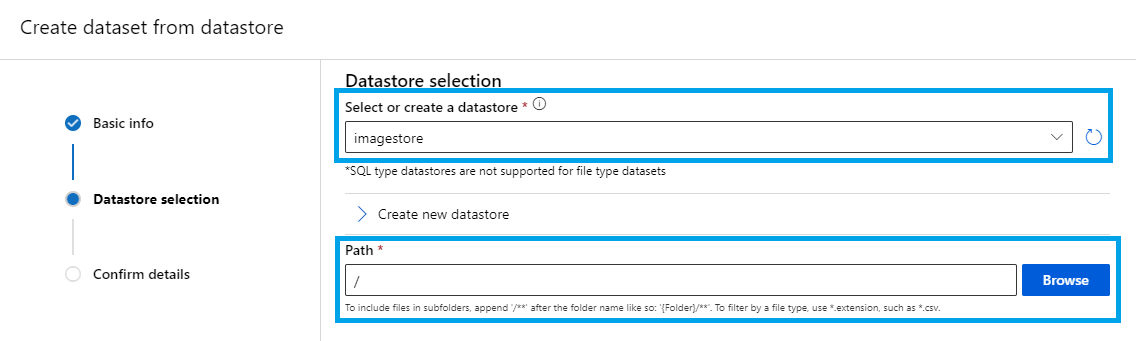 Create dataset from datastore
Basic info
Datastore selection
Confirm details
Datastore selection
Select or create a datastore *
imagestore
*SQL type datastores are not supported for file type datasets
Create new datastore
Path *
/
Browse
To include files in subfolders, append '/**' after the folder name like so: '{Folder}/**'. To filter by a file type, use *.extension, such as *.csv.